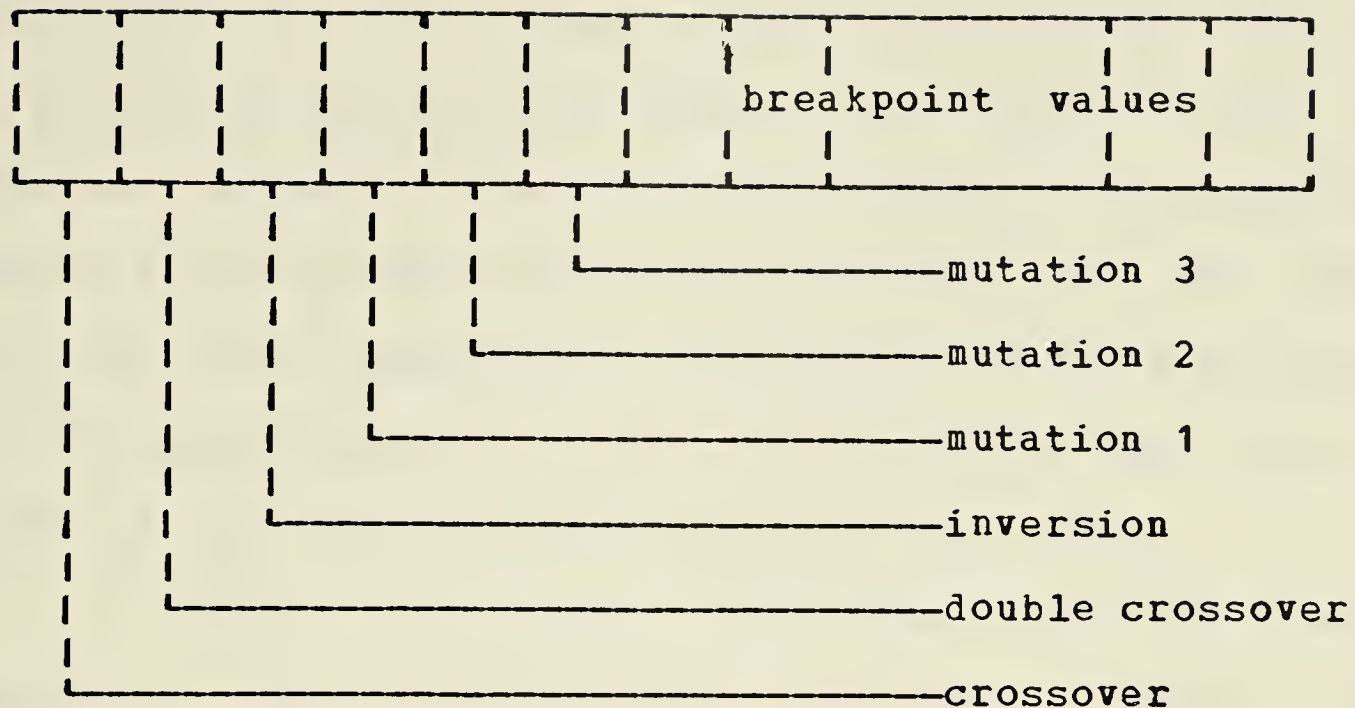 breakpoint values
mutation 3
mutation 2
mutation 1
inversion
double crossover
crossover